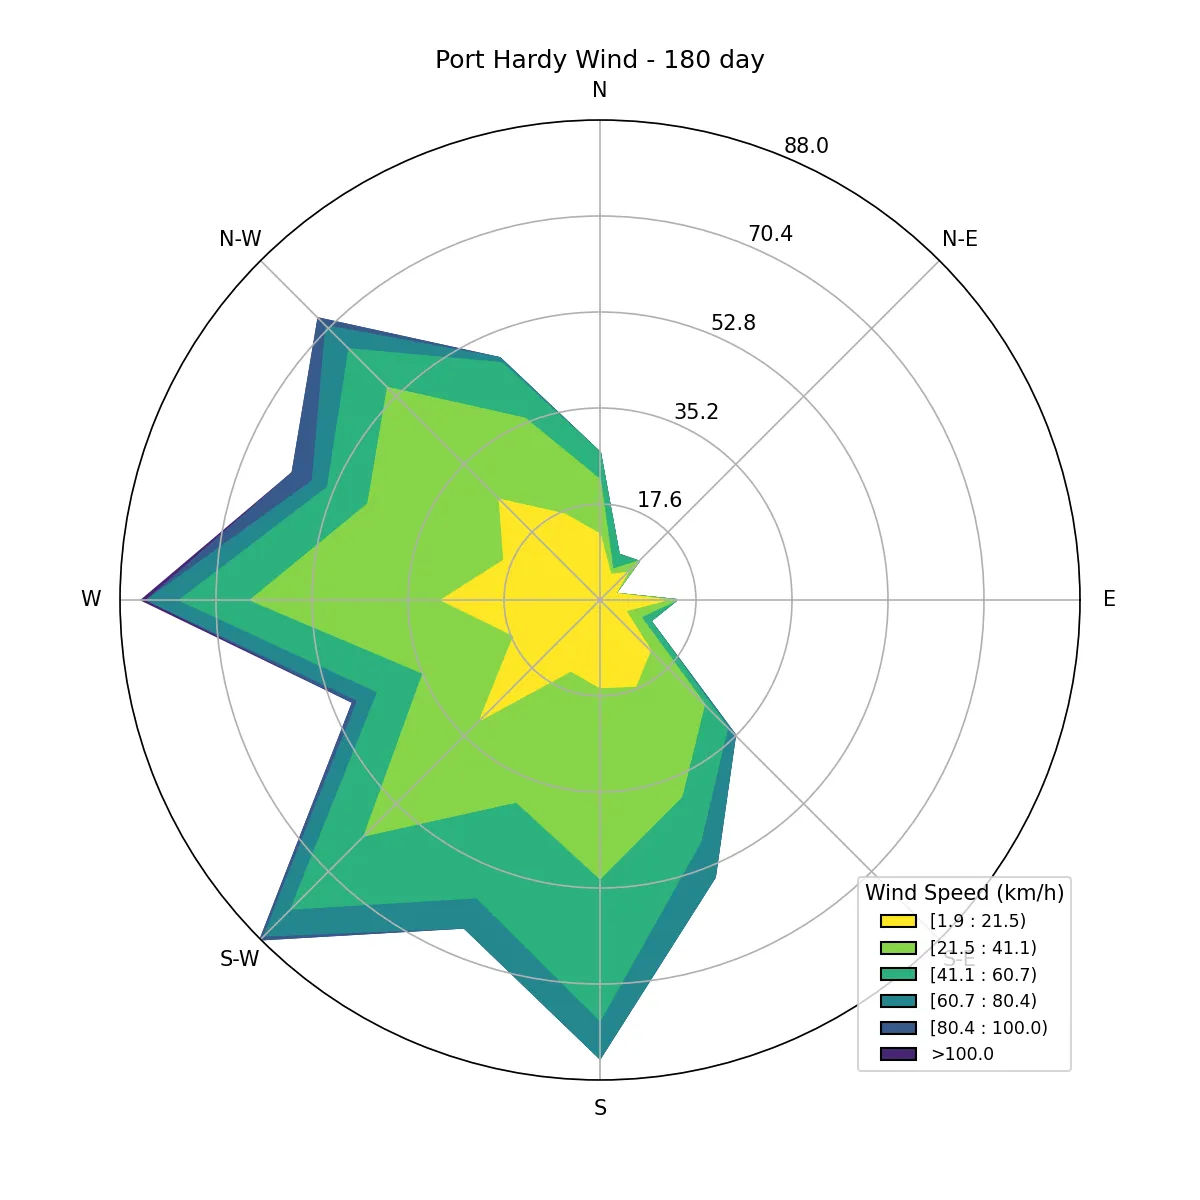 Port Hardy Wind - 180 day
N
88.0
N-W
N-E
70.4
52.8
35.2
17.6
W
E
S-W
S-E
S
Wind Speed (km/h)
[1.9 : 21.5)
[21.5 : 41.1)
[41.1 : 60.7)
[60.7 : 80.4)
[80.4 : 100.0)
>100.0